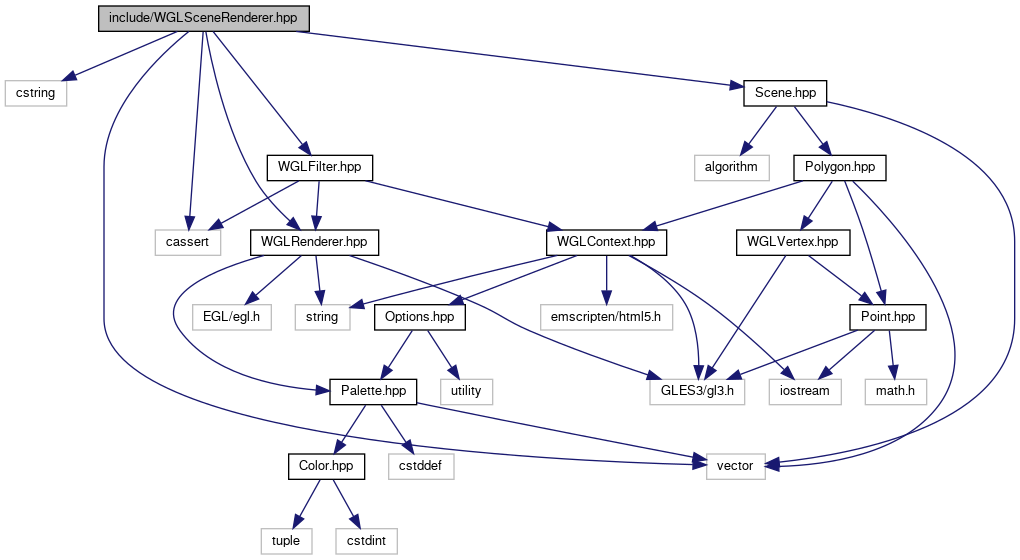 include/WGLSceneRenderer.hpp
cstring
Scene.hpp
WGLFilter.hpp
algorithm
Polygon.hpp
cassert
WGLRenderer.hpp
WGLContext.hpp
WGLVertex.hpp
EGL/egl.h
string
Options.hpp
emscripten/html5.h
Point.hpp
Palette.hpp
utility
GLES3/gl3.h
iostream
math.h
Color.hpp
cstddef
vector
tuple
cstdint